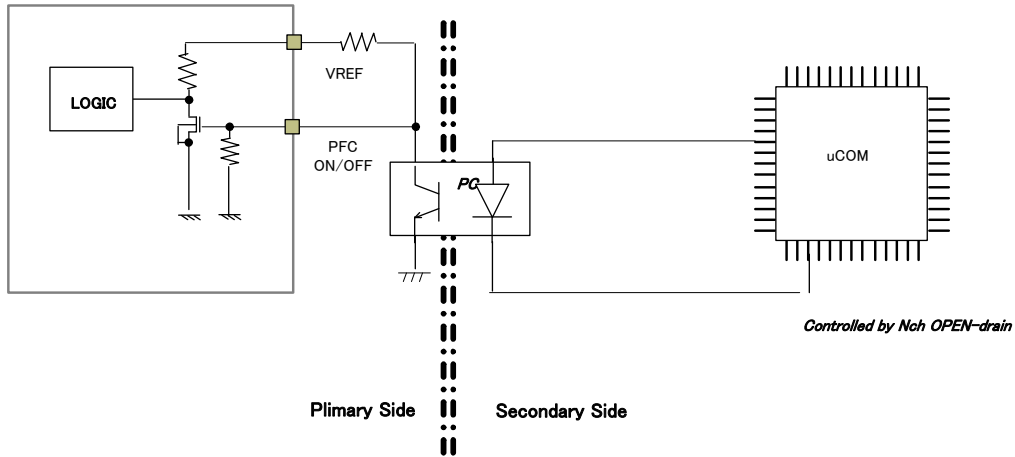 VREF
LOGIC
PFC
ON/OFF
PC
uCOM
Controlled by Nch OPEN-drain
Plimary Side
Secondary Side